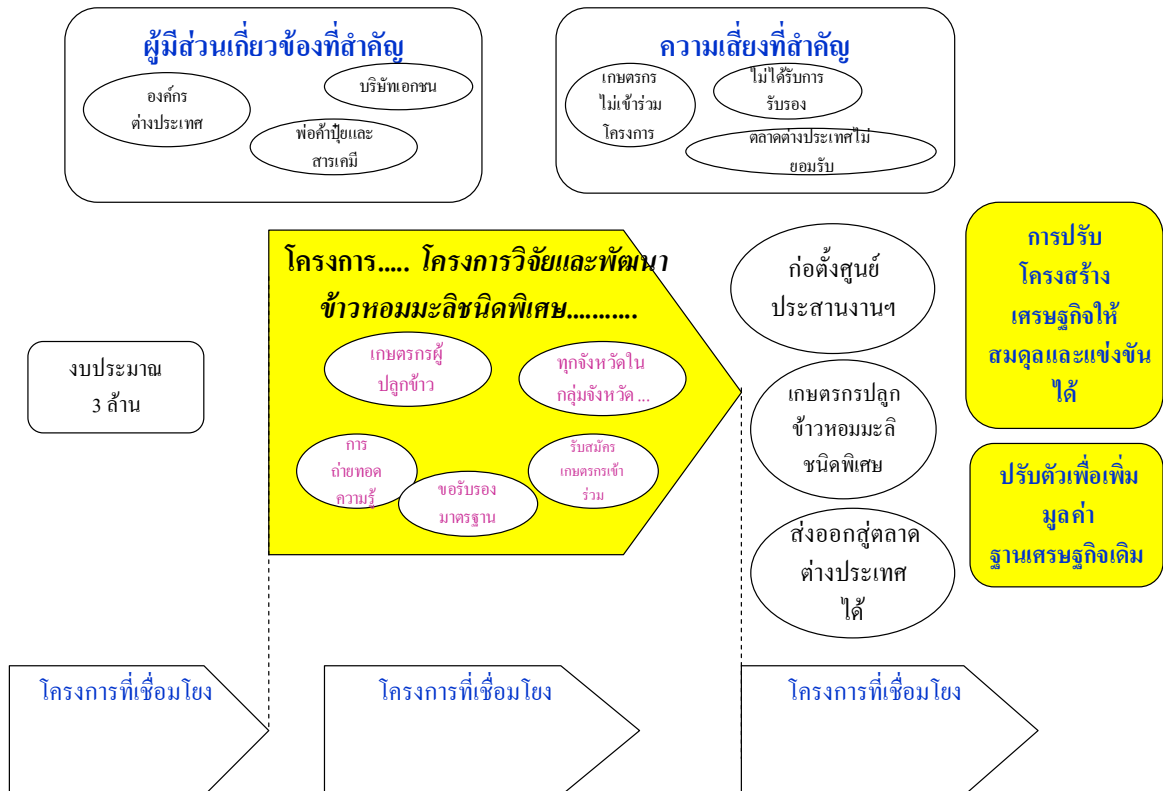 ผู้มีส่วนเกี่ยวข้องที่สำคัญ
องค์กร
ต่างประเทศ
บริษัทเอกชน
พ่อค้าปุ๋ยและ
สารเคมี
ความเสี่ยงที่สำคัญ
เกษตรกร
ไม่เข้าร่วม
โครงการ
ไม่ได้รับการ
รับรอง
ตลาดต่างประเทศไม่
ยอมรับ
งบประมาณ
3 ล้าน
โครงการ..... โครงการวิจัยและพัฒนา
ข้าวหอมมะลิชนิดพิเศษ...........
เกษตรกรผู้
ปลูกข้าว
ทุกจังหวัดใน
กลุ่มจังหวัด ...
การ
ถ่ายทอด
ความรู้
ขอรับรอง
มาตรฐาน
รับสมัคร
เกษตรกรเข้า
ร่วม
ก่อตั้งศูนย์
ประสานงานฯ
เกษตรกรปลูก
ข้าวหอมมะลิ
ชนิดพิเศษ
ส่งออกสู่ตลาด
ต่างประเทศ
ได้
การปรับ
โครงสร้าง
เศรษฐกิจให้
สมดุลและแข่งขัน
ได้
ปรับตัวเพื่อเพิ่ม
มูลค่า
ฐานเศรษฐกิจเดิม
โครงการที่เชื่อมโยง
โครงการที่เชื่อมโยง
โครงการที่เชื่อมโยง